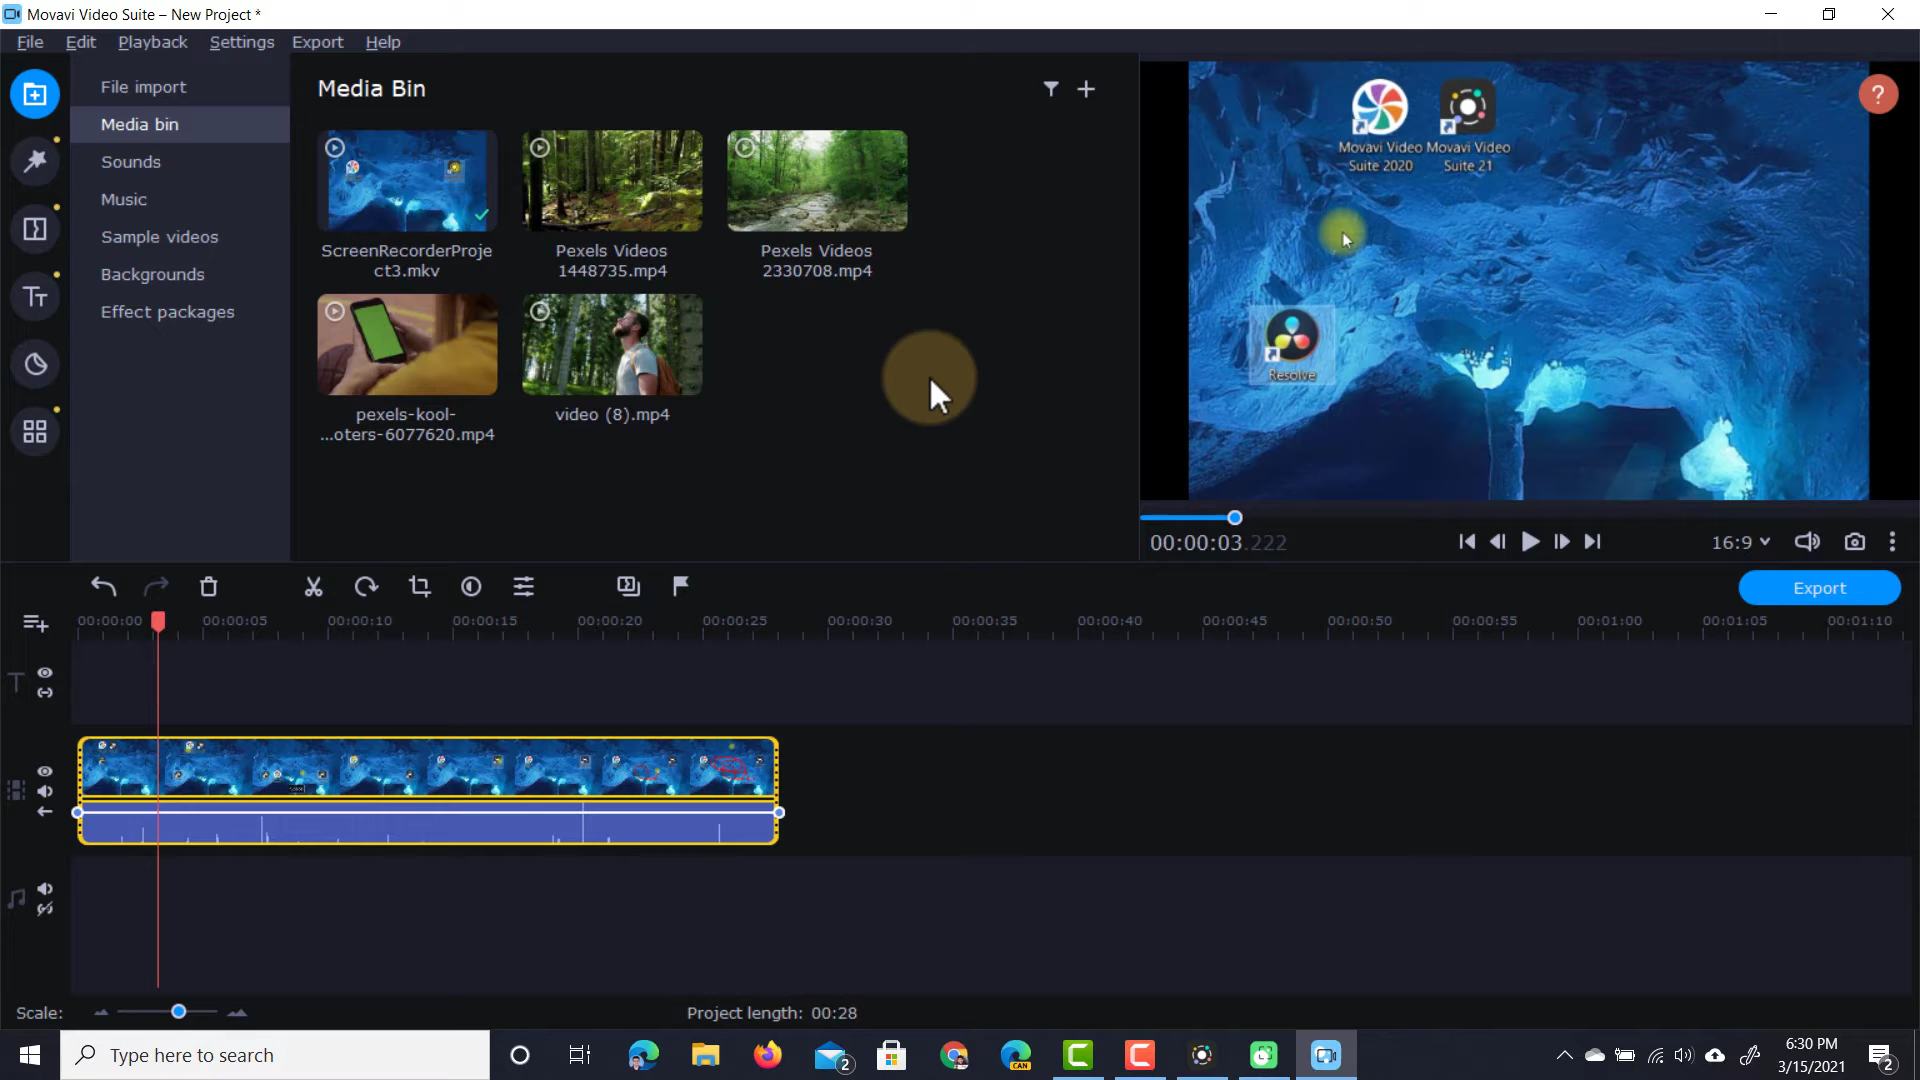 Movavi Video Suite – New Project *
File Edit Playback Settings Export Help
File import
Media bin
Sounds
Music
Sample videos
Backgrounds
Effect packages
Media Bin
ScreenRecorderProje
ct3.mkv
Pexels Videos
1448735.mp4
Pexels Videos
2330708.mp4
pexels-kool-
...oters-6077620.mp4
video (8).mp4
Movavi Video
Suite 2020
Movavi Video
Suite 21
Resolve
?
00:00:03.222
16:9
Export
00:00:00 00:00:05 00:00:10 00:00:15 00:00:20 00:00:25 00:00:30 00:00:35 00:00:40 00:00:45 00:00:50 00:00:55 00:01:00 00:01:05 00:01:10
Scale:
Project length: 00:28
Type here to search
2
CAN
6:30 PM
3/15/2021
2